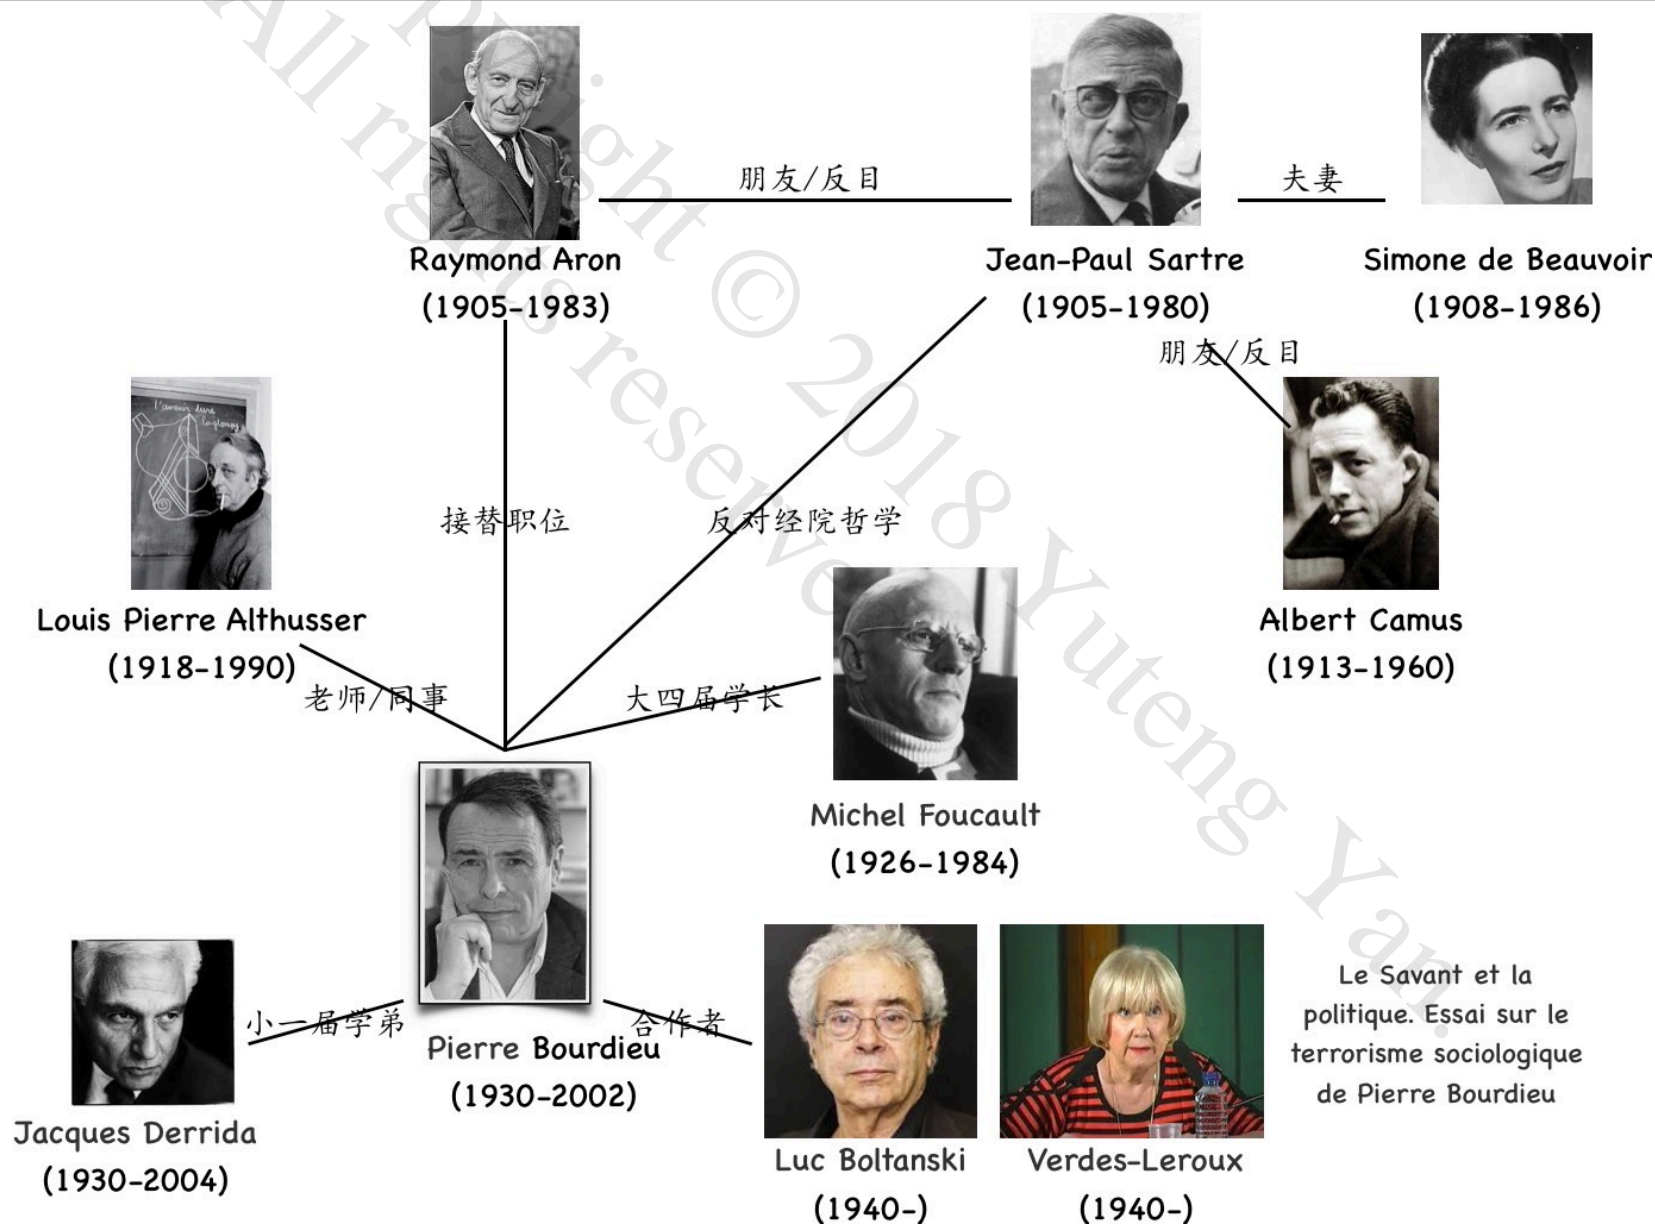 朋友/反目
夫妻
Raymond Aron
(1905-1983)
Jean-Paul Sartre
(1905-1980)
Simone de Beauvoir
(1908-1986)
朋友/反目
l'avenir dure
longtemps
接替职位
反对经院哲学
Louis Pierre Althusser
(1918-1990)
Albert Camus
(1913-1960)
老师/同事
大四届学长
Michel Foucault
(1926-1984)
小一届学弟
合作者
Pierre Bourdieu
(1930-2002)
Le Savant et la
politique. Essai sur le
terrorisme sociologique
de Pierre Bourdieu
Jacques Derrida
(1930-2004)
Luc Boltanski
(1940-)
Verdes-Leroux
(1940-)
Copyright © 2018 Yuteng Yan.
All rights reserved